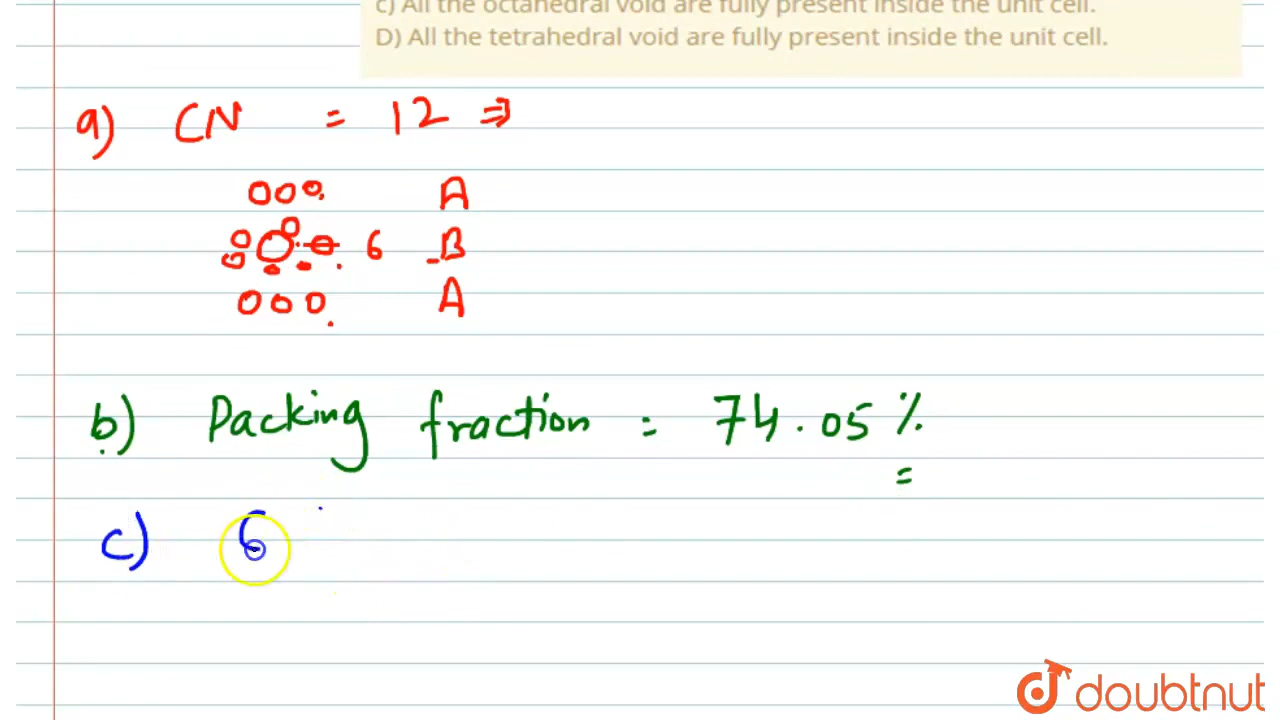 c) All the octahedral void are fully present inside the unit cell.
D) All the tetrahedral void are fully present inside the unit cell.
a) CN = 12 ⇒
A
6 B
A
b) Packing fraction = 74.05 %
=
c) 6
doubtnut